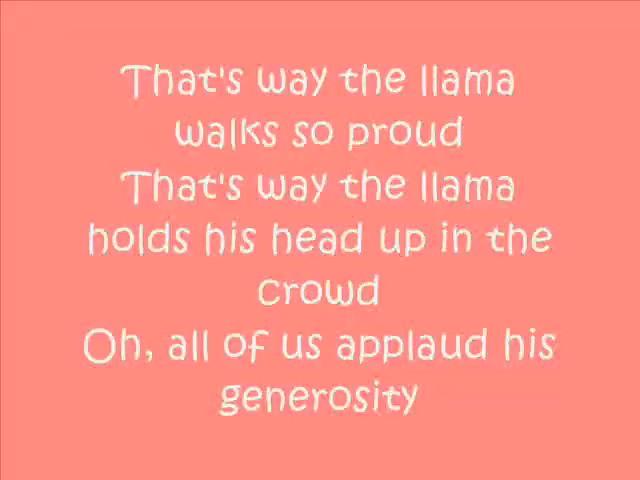 That's way the llama
walks so proud
That's way the llama
holds his head up in the
crowd
Oh, all of us applaud his
generosity